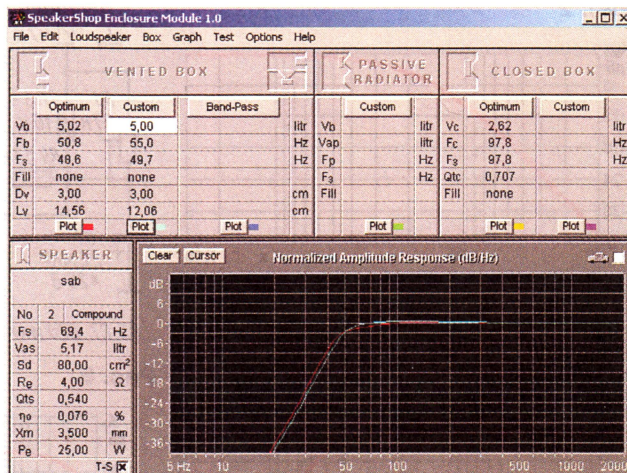 SpeakerShop Enclosure Module 1.0
File Edit Loudspeaker Box Graph Test Options Help
VENTED BOX
PASSIVE RADIATOR
CLOSED BOX
Optimum Custom Band-Pass Custom Optimum Custom
Vb 5,02 5,00 litr Vb litr Vc 2,62 litr
Fb 50,8 55,0 Hz Vap litr Fc 97,8 Hz
F3 48,6 49,7 Hz Fp Hz F3 97,8 Hz
Fill none none F3 Hz Qtc 0,707
Dv 3,00 3,00 cm Fill Fill none
Lv 14,56 12,06 cm
Plot Plot Plot Plot Plot Plot
SPEAKER
sab
No 2 Compound
Fs 69,4 Hz
Vas 5,17 litr
Sd 80,00 cm²
Re 4,00 Ω
Qts 0,540
ηo 0,076 %
Xm 3,500 mm
Pe 25,00 W
T-S
Clear Cursor Normalized Amplitude Response (dB/Hz)
dB
6
0
-6
-12
-18
-24
-30
-36
5 Hz 10 50 100 500 1000 2000